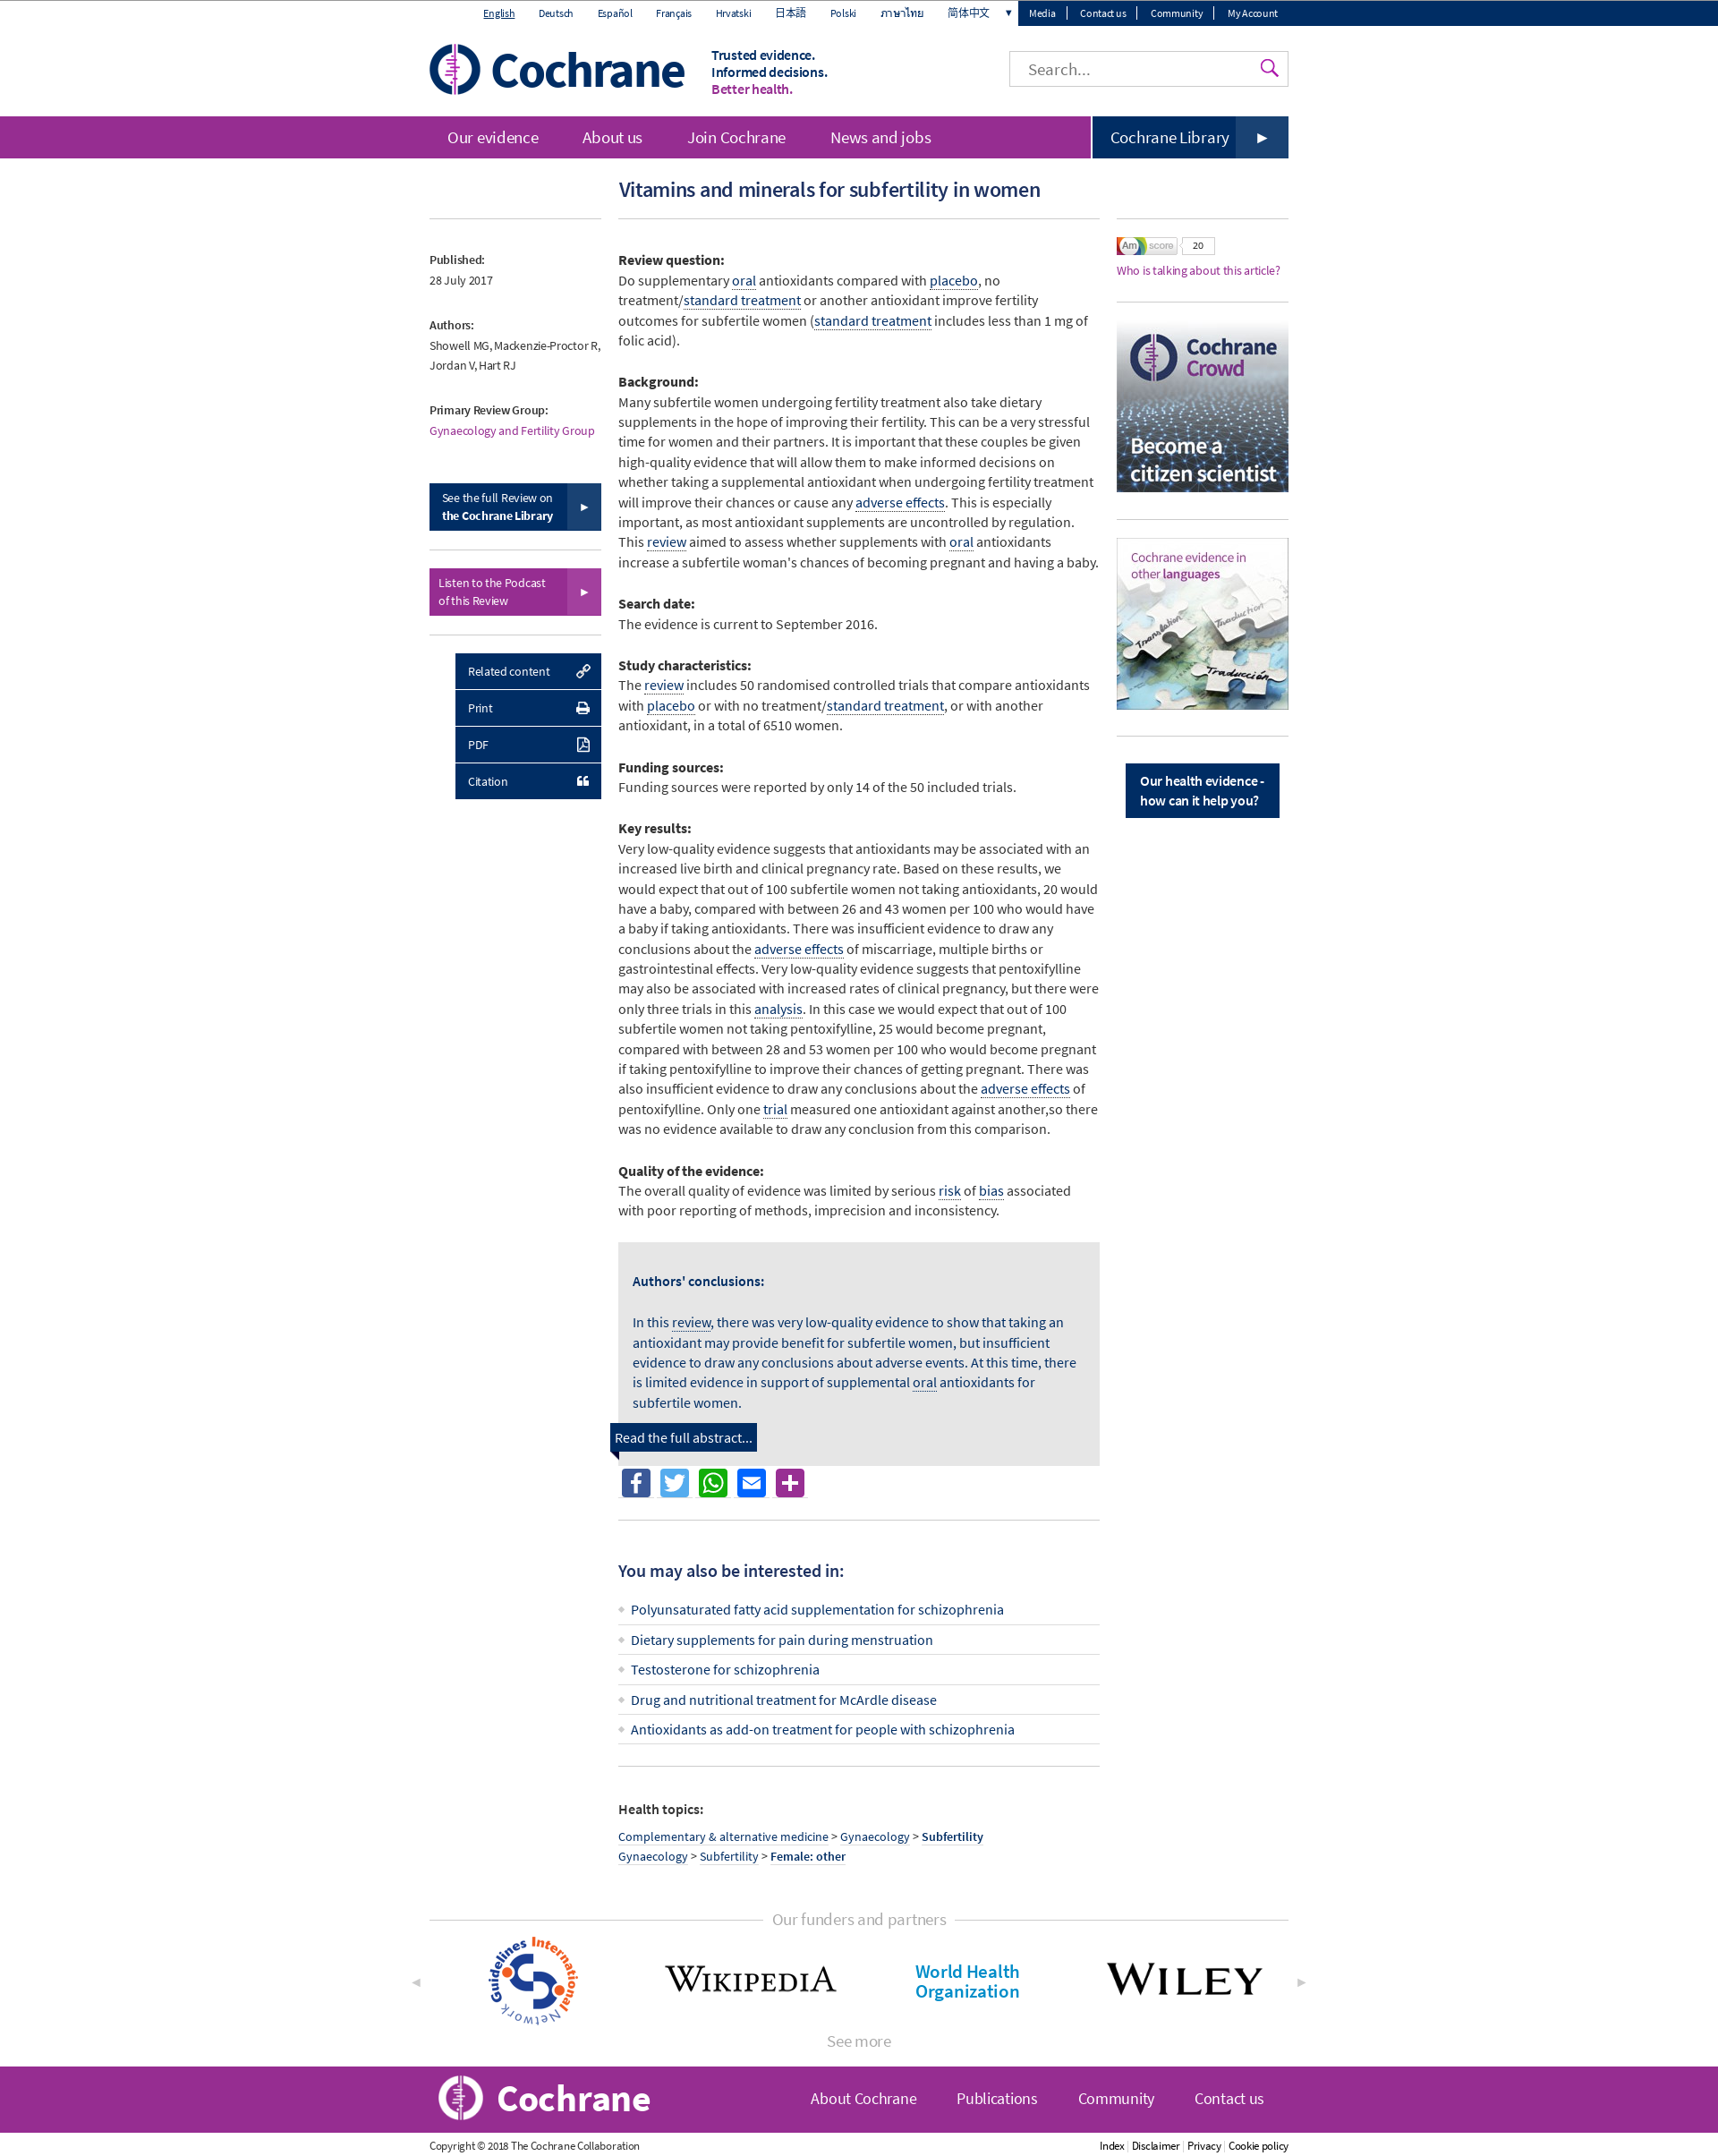 English Deutsch Español Français Hrvatski 日本語 Polski ภาษาไทย 简体中文 ▼ Media Contact us Community My Account
Cochrane
Trusted evidence.
Informed decisions.
Better health.
Search...
Our evidence About us Join Cochrane News and jobs Cochrane Library ►
Vitamins and minerals for subfertility in women
Published:
28 July 2017
Authors:
Showell MG, Mackenzie-Proctor R,
Jordan V, Hart RJ
Primary Review Group:
Gynaecology and Fertility Group
See the full Review on
the Cochrane Library ►
Listen to the Podcast
of this Review ►
Related content
Print
PDF
Citation
Review question:
Do supplementary oral antioxidants compared with placebo, no
treatment/standard treatment or another antioxidant improve fertility
outcomes for subfertile women (standard treatment includes less than 1 mg of
folic acid).
Background:
Many subfertile women undergoing fertility treatment also take dietary
supplements in the hope of improving their fertility. This can be a very stressful
time for women and their partners. It is important that these couples be given
high-quality evidence that will allow them to make informed decisions on
whether taking a supplemental antioxidant when undergoing fertility treatment
will improve their chances or cause any adverse effects. This is especially
important, as most antioxidant supplements are uncontrolled by regulation.
This review aimed to assess whether supplements with oral antioxidants
increase a subfertile woman's chances of becoming pregnant and having a baby.
Search date:
The evidence is current to September 2016.
Study characteristics:
The review includes 50 randomised controlled trials that compare antioxidants
with placebo or with no treatment/standard treatment, or with another
antioxidant, in a total of 6510 women.
Funding sources:
Funding sources were reported by only 14 of the 50 included trials.
Key results:
Very low-quality evidence suggests that antioxidants may be associated with an
increased live birth and clinical pregnancy rate. Based on these results, we
would expect that out of 100 subfertile women not taking antioxidants, 20 would
have a baby, compared with between 26 and 43 women per 100 who would have
a baby if taking antioxidants. There was insufficient evidence to draw any
conclusions about the adverse effects of miscarriage, multiple births or
gastrointestinal effects. Very low-quality evidence suggests that pentoxifylline
may also be associated with increased rates of clinical pregnancy, but there were
only three trials in this analysis. In this case we would expect that out of 100
subfertile women not taking pentoxifylline, 25 would become pregnant,
compared with between 28 and 53 women per 100 who would become pregnant
if taking pentoxifylline to improve their chances of getting pregnant. There was
also insufficient evidence to draw any conclusions about the adverse effects of
pentoxifylline. Only one trial measured one antioxidant against another,so there
was no evidence available to draw any conclusion from this comparison.
Quality of the evidence:
The overall quality of evidence was limited by serious risk of bias associated
with poor reporting of methods, imprecision and inconsistency.
Authors' conclusions:
In this review, there was very low-quality evidence to show that taking an
antioxidant may provide benefit for subfertile women, but insufficient
evidence to draw any conclusions about adverse events. At this time, there
is limited evidence in support of supplemental oral antioxidants for
subfertile women.
Read the full abstract...
Am score 20
Who is talking about this article?
Cochrane
Crowd
Become a
citizen scientist
Cochrane evidence in
other languages
Translation
Traduction
Traducción
Our health evidence -
how can it help you?
You may also be interested in:
Polyunsaturated fatty acid supplementation for schizophrenia
Dietary supplements for pain during menstruation
Testosterone for schizophrenia
Drug and nutritional treatment for McArdle disease
Antioxidants as add-on treatment for people with schizophrenia
Health topics:
Complementary & alternative medicine > Gynaecology > Subfertility
Gynaecology > Subfertility > Female: other
Our funders and partners
◄ Guidelines International Network WIKIPEDIA World Health
Organization WILEY ►
See more
Cochrane About Cochrane Publications Community Contact us
Copyright © 2018 The Cochrane Collaboration Index | Disclaimer | Privacy | Cookie policy